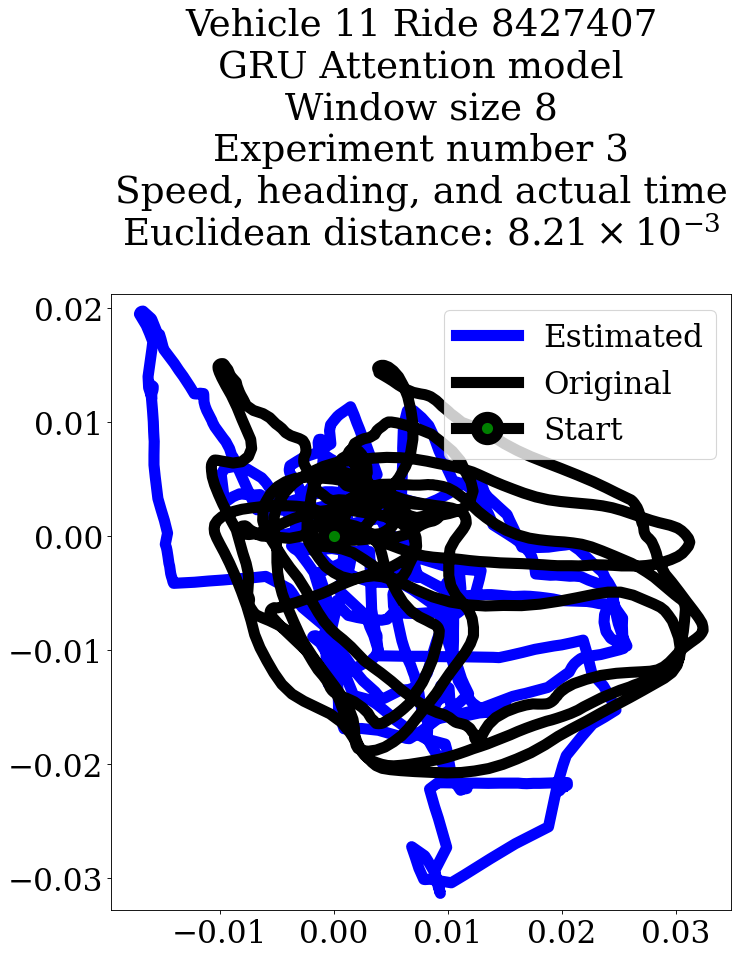 Vehicle 11 Ride 8427407
GRU Attention model
Window size 8
Experiment number 3
Speed, heading, and actual time
Euclidean distance: 8.21 × 10⁻³
0.02
0.01
0.00
−0.01
−0.02
−0.03
Estimated
Original
Start
−0.01 0.00 0.01 0.02 0.03